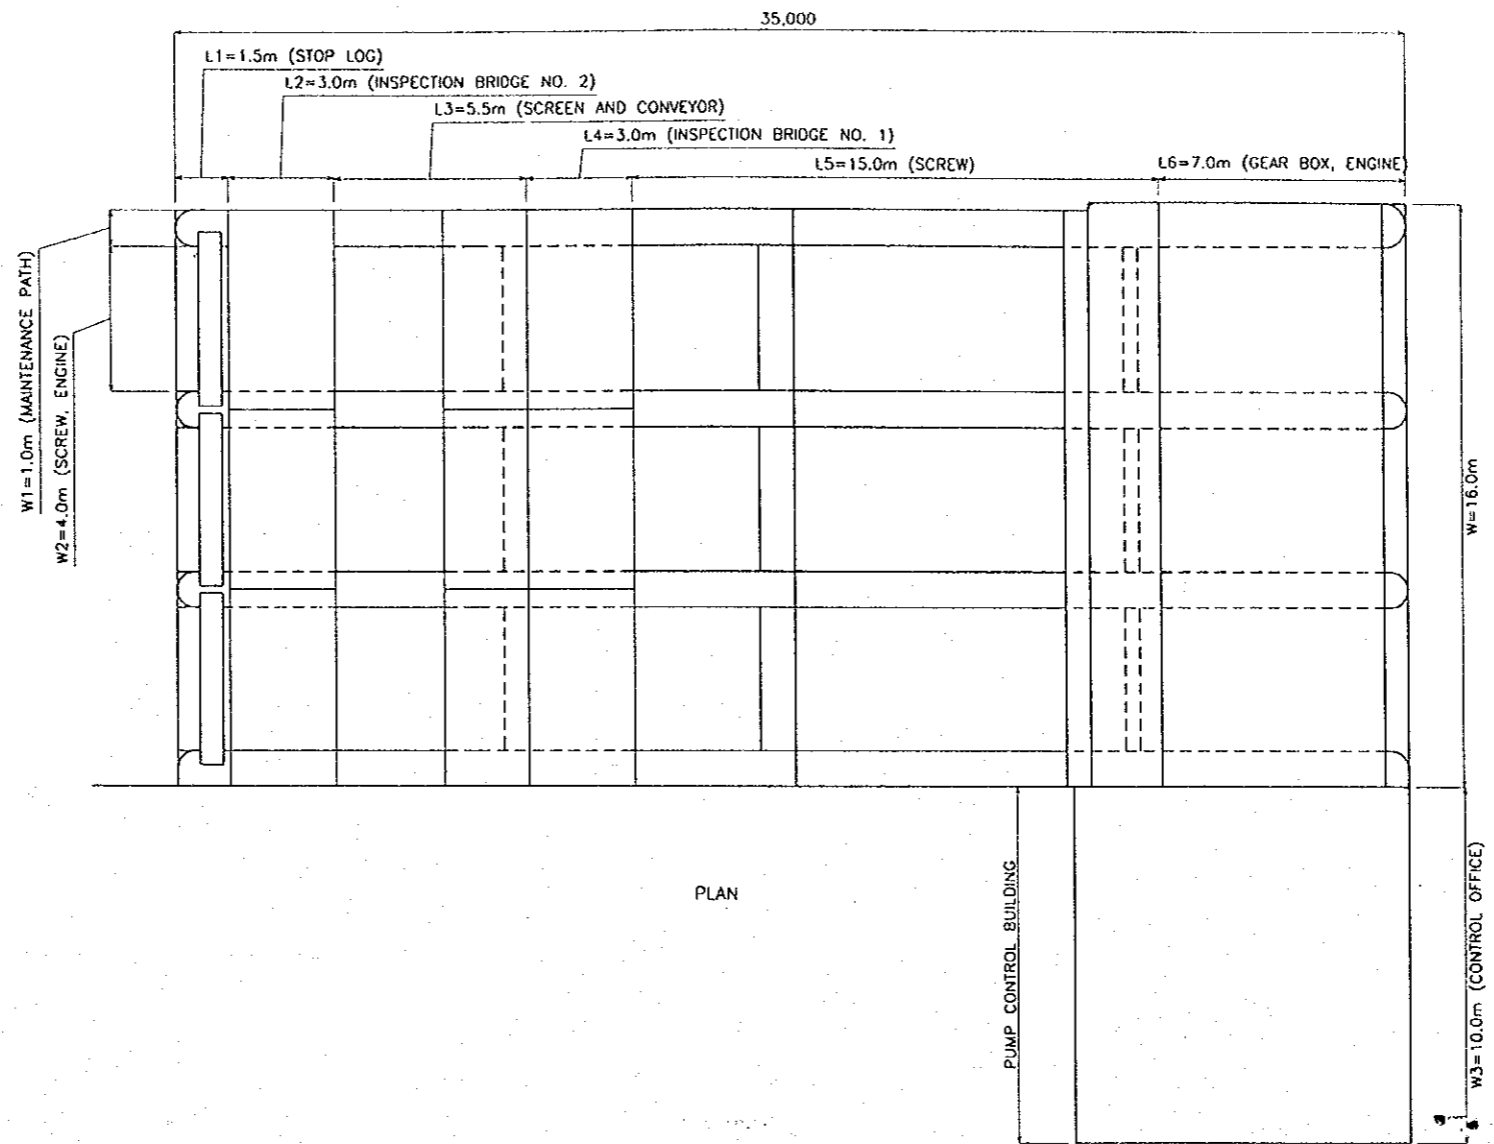 35,000
L1=1.5m (STOP LOG)
L2=3.0m (INSPECTION BRIDGE NO. 2)
L3=5.5m (SCREEN AND CONVEYOR)
L4=3.0m (INSPECTION BRIDGE NO. 1)
L5=15.0m (SCREW)
L6=7.0m (GEAR BOX, ENGINE)
W1=1.0m (MAINTENANCE PATH)
W2=4.0m (SCREW, ENGINE)
W=16.0m
PLAN
PUMP CONTROL BUILDING
W3=10.0m (CONTROL OFFICE)